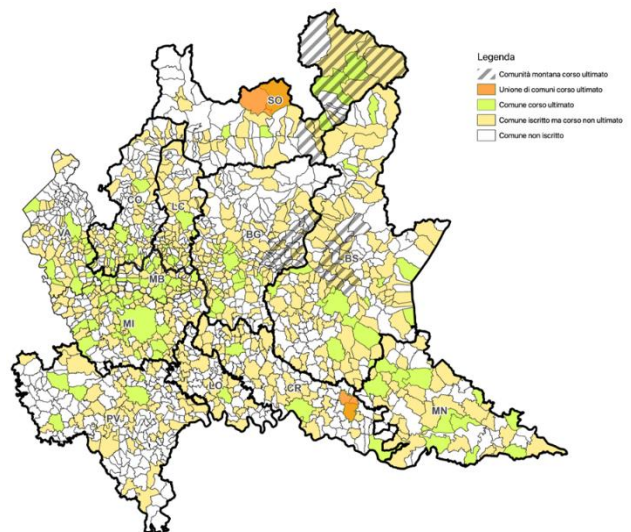 Legenda
Comunità montana corso ultimato
Unione di comuni corso ultimato
Comune corso ultimato
Comune iscritto ma corso non ultimato
Comune non iscritto
SO
CO
LC
VA
BG
BS
MB
MI
LO
CR
PV
MN